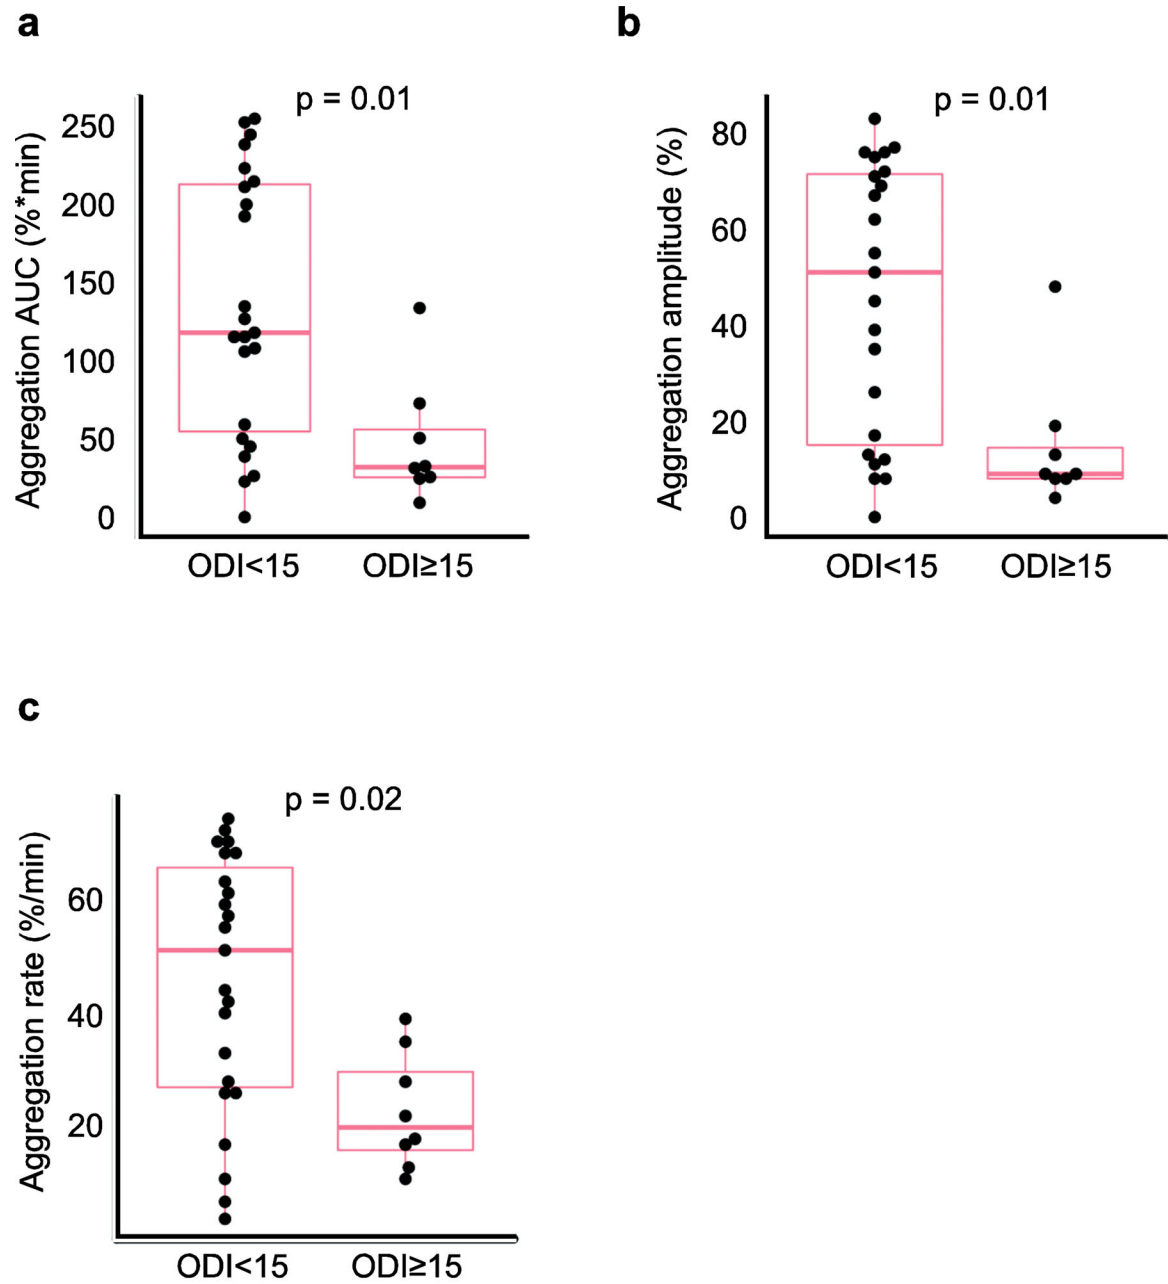 a
p = 0.01
Aggregation AUC (%*min)
250
200
150
100
50
0
ODI<15
ODI≥15
b
p = 0.01
Aggregation amplitude (%)
80
60
40
20
0
ODI<15
ODI≥15
c
p = 0.02
Aggregation rate (%/min)
60
40
20
ODI<15
ODI≥15